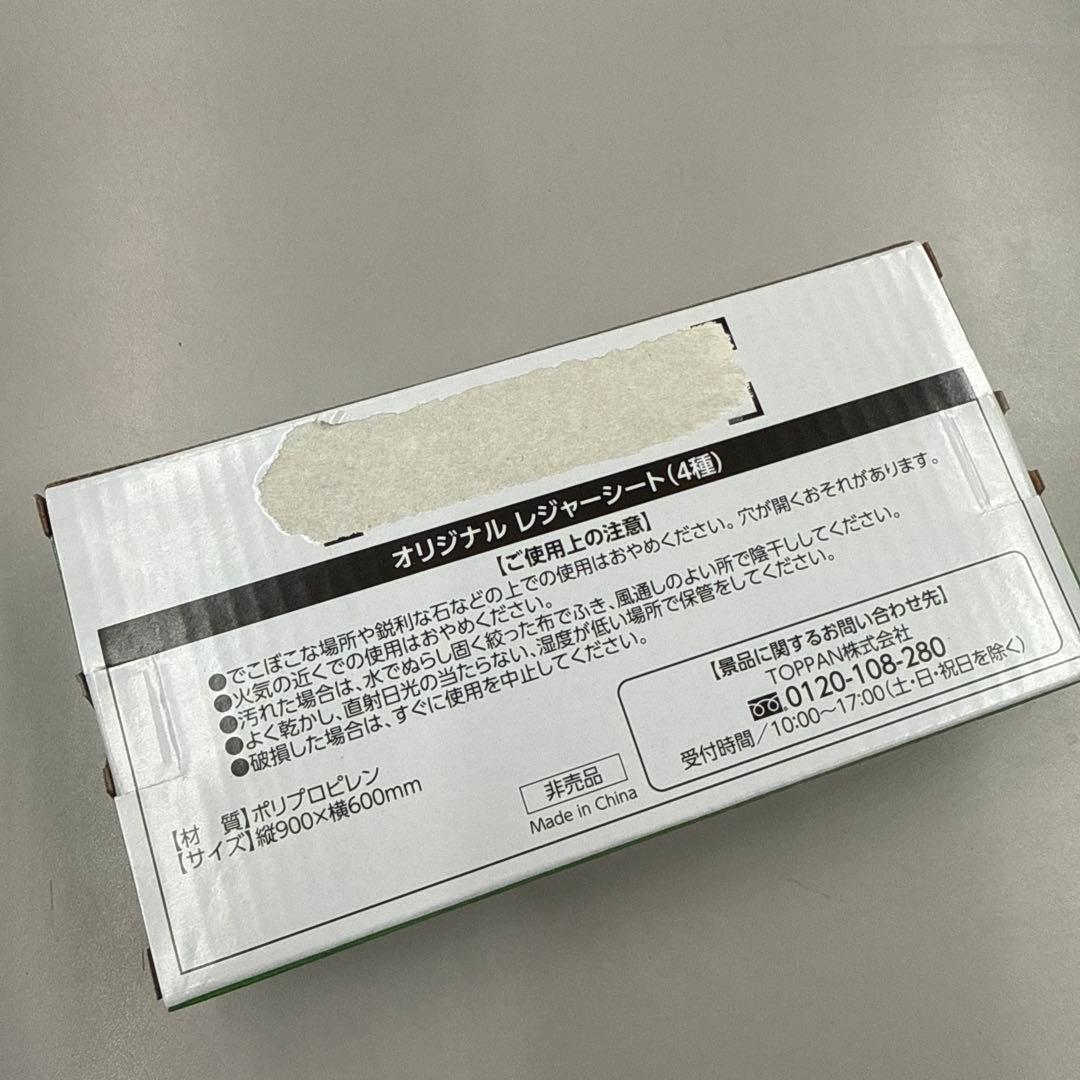 オリジナル レジャーシート(4種)
【ご使用上の注意】
●でこぼこな場所や鋭利な石などの上での使用はおやめください。穴が開くおそれがあります。
●火気の近くでの使用はおやめください。
●汚れた場合は、水でぬらし固く絞った布でふき、風通しのよい所で陰干ししてください。
●よく乾かし、直射日光の当たらない、湿度が低い場所で保管をしてください。
●破損した場合は、すぐに使用を中止してください。
【材 質】ポリプロピレン
【サイズ】縦900×横600mm
非売品
Made in China
【景品に関するお問い合わせ先】
TOPPAN株式会社
0120-108-280
受付時間/10:00〜17:00(土・日・祝日を除く)